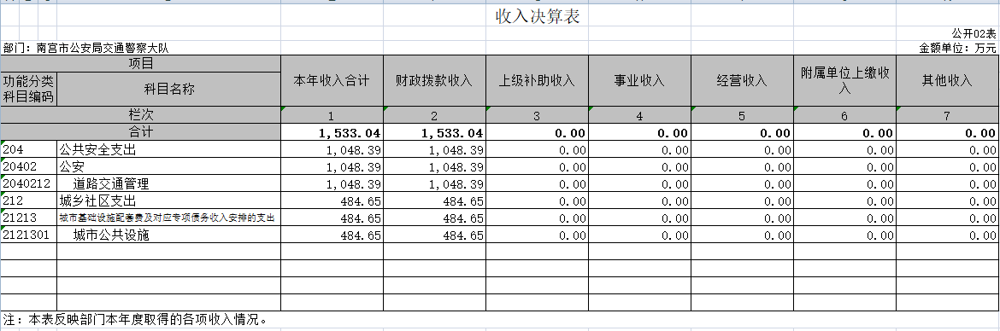 收入决算表
公开02表
部门：南宫市公安局交通警察大队 金额单位：万元
项目 本年收入合计 财政拨款收入 上级补助收入 事业收入 经营收入 附属单位上缴收入 其他收入
功能分类科目编码 科目名称
栏次 1 2 3 4 5 6 7
合计 1,533.04 1,533.04 0.00 0.00 0.00 0.00 0.00
204 公共安全支出 1,048.39 1,048.39 0.00 0.00 0.00 0.00 0.00
20402 公安 1,048.39 1,048.39 0.00 0.00 0.00 0.00 0.00
2040212 道路交通管理 1,048.39 1,048.39 0.00 0.00 0.00 0.00 0.00
212 城乡社区支出 484.65 484.65 0.00 0.00 0.00 0.00 0.00
21213 城市基础设施配套费及对应专项债务收入安排的支出 484.65 484.65 0.00 0.00 0.00 0.00 0.00
2121301 城市公共设施 484.65 484.65 0.00 0.00 0.00 0.00 0.00
注：本表反映部门本年度取得的各项收入情况。